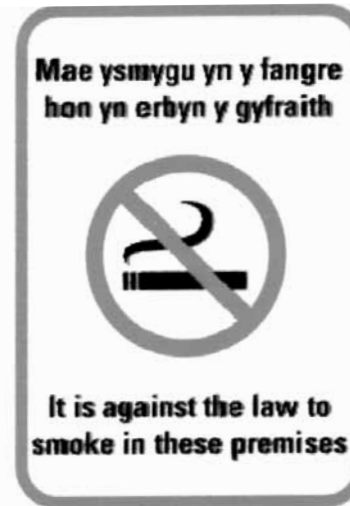 Mae ysmygu yn y fangre
hon yn erbyn y gyfraith
It is against the law to
smoke in these premises